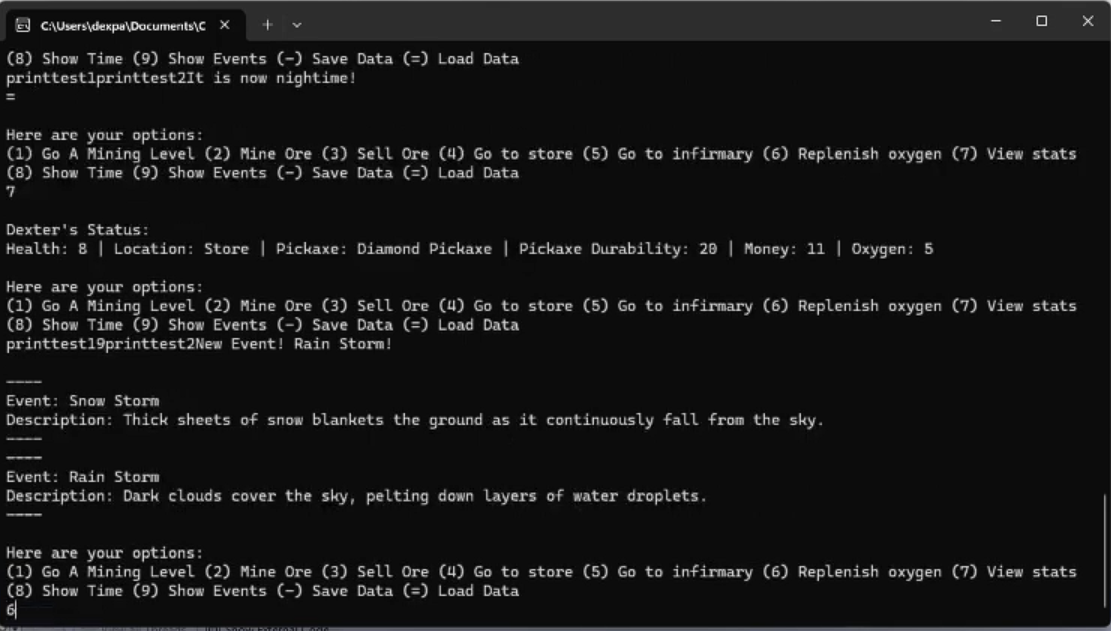 C:\Users\dexpa\Documents\C
(8) Show Time (9) Show Events (-) Save Data (=) Load Data
printtest1printtest2It is now nightime!
=
Here are your options:
(1) Go A Mining Level (2) Mine Ore (3) Sell Ore (4) Go to store (5) Go to infirmary (6) Replenish oxygen (7) View stats
(8) Show Time (9) Show Events (-) Save Data (=) Load Data
7
Dexter's Status:
Health: 8 | Location: Store | Pickaxe: Diamond Pickaxe | Pickaxe Durability: 20 | Money: 11 | Oxygen: 5
Here are your options:
(1) Go A Mining Level (2) Mine Ore (3) Sell Ore (4) Go to store (5) Go to infirmary (6) Replenish oxygen (7) View stats
(8) Show Time (9) Show Events (-) Save Data (=) Load Data
printtest19printtest2New Event! Rain Storm!
----
Event: Snow Storm
Description: Thick sheets of snow blankets the ground as it continuously fall from the sky.
----
----
Event: Rain Storm
Description: Dark clouds cover the sky, pelting down layers of water droplets.
----
Here are your options:
(1) Go A Mining Level (2) Mine Ore (3) Sell Ore (4) Go to store (5) Go to infirmary (6) Replenish oxygen (7) View stats
(8) Show Time (9) Show Events (-) Save Data (=) Load Data
6